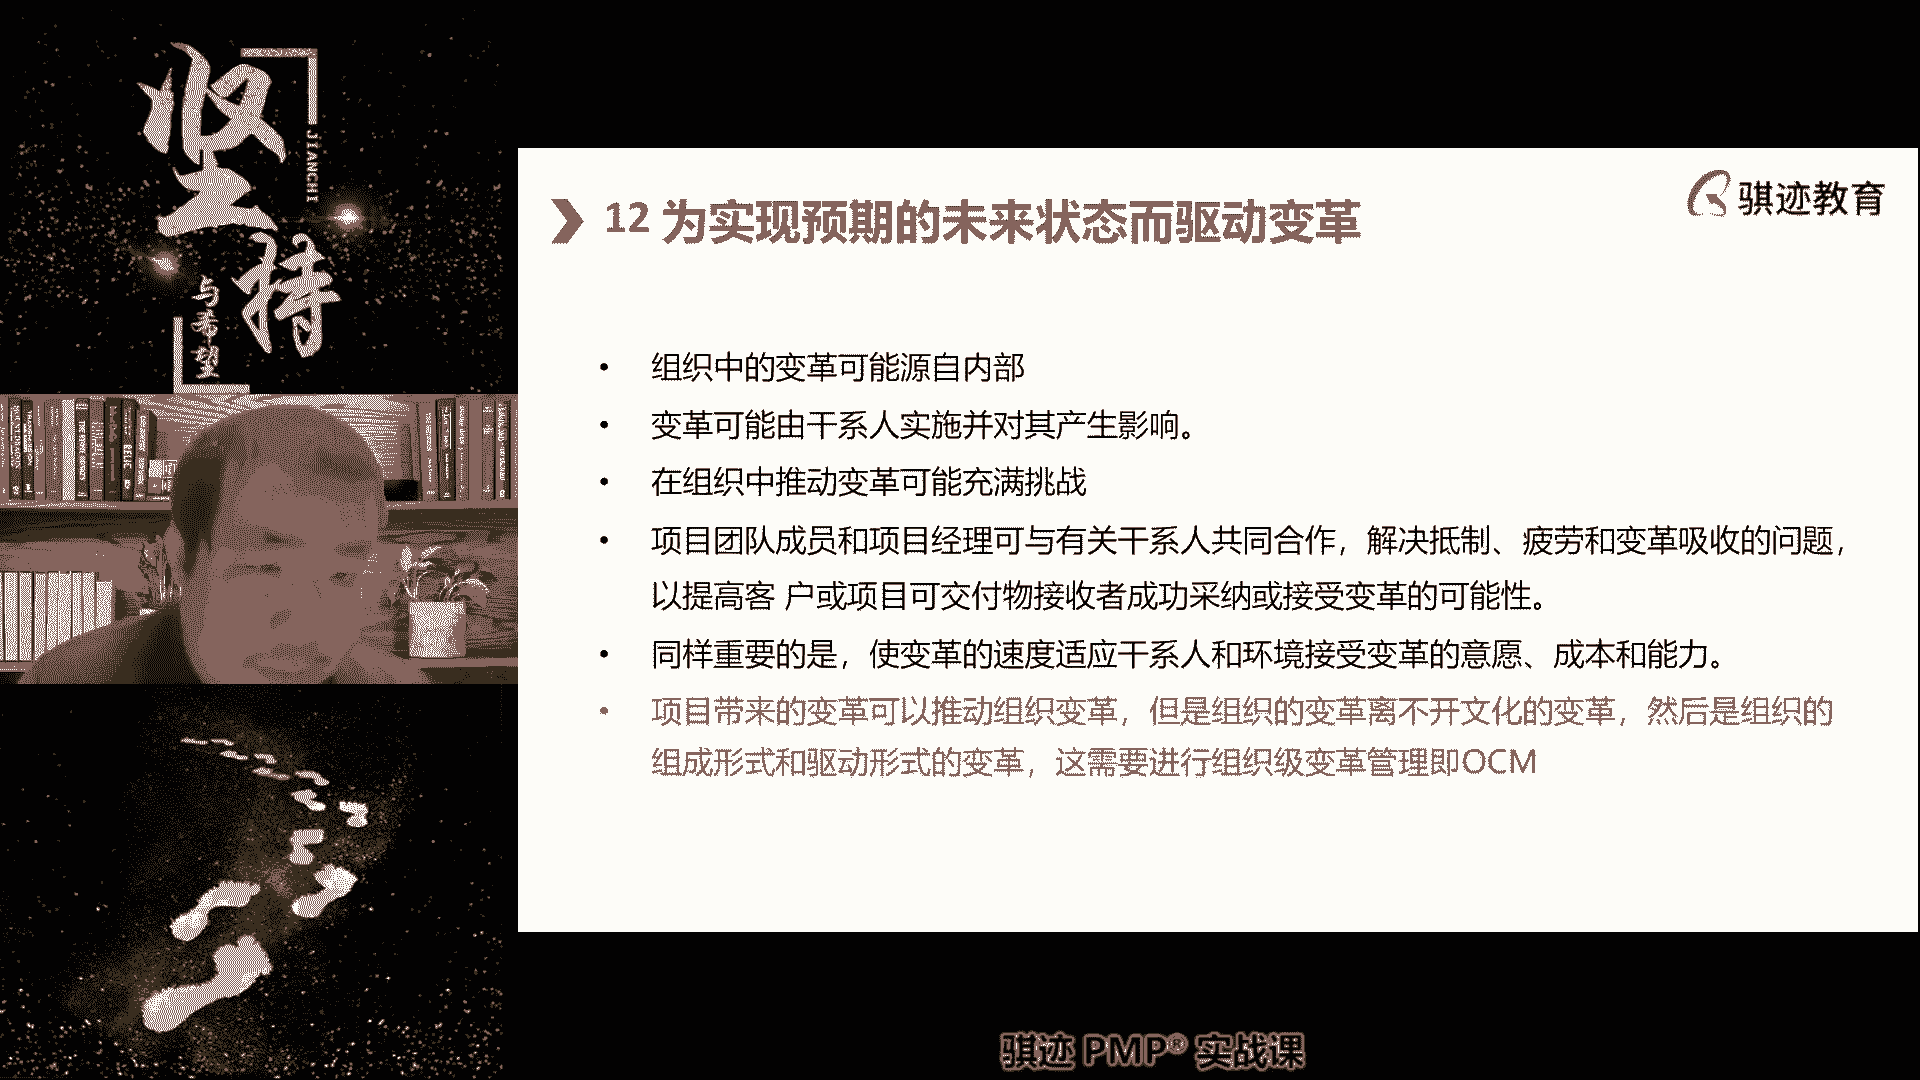 坚持
JIANCHI
与希望
骐迹教育
12 为实现预期的未来状态而驱动变革
• 组织中的变革可能源自内部
• 变革可能由干系人实施并对其产生影响。
• 在组织中推动变革可能充满挑战
• 项目团队成员和项目经理可与有关干系人共同合作，解决抵制、疲劳和变革吸收的问题，
以提高客 户或项目可交付物接收者成功采纳或接受变革的可能性。
• 同样重要的是，使变革的速度适应干系人和环境接受变革的意愿、成本和能力。
• 项目带来的变革可以推动组织变革，但是组织的变革离不开文化的变革，然后是组织的
组成形式和驱动形式的变革，这需要进行组织级变革管理即OCM
骐迹 PMP® 实战课